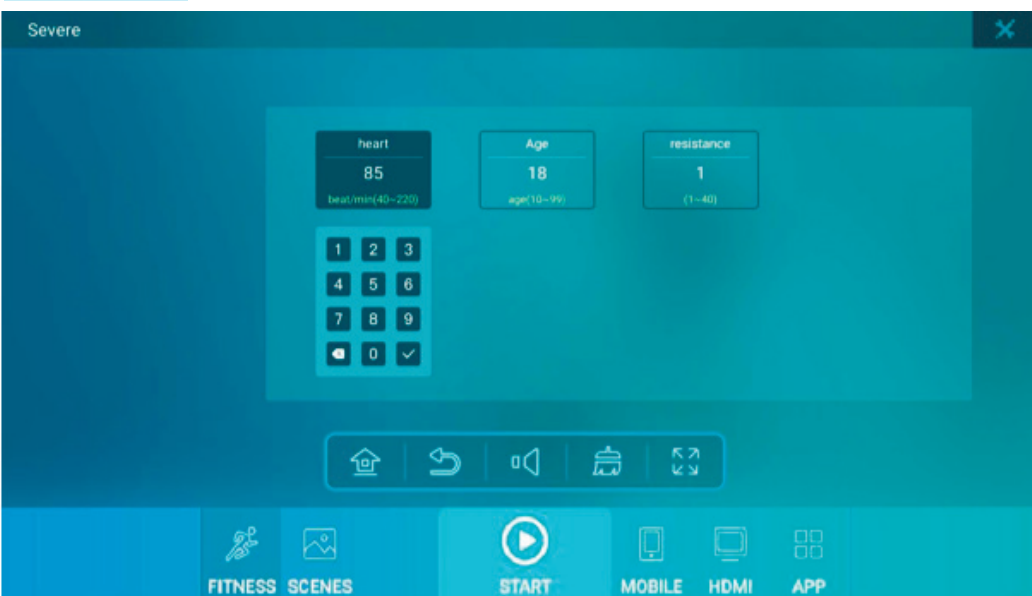 Severe
heart
85
beat/min(40~220)
Age
18
age(10~99)
resistance
1
(1~40)
1 2 3
4 5 6
7 8 9
0
FITNESS SCENES START MOBILE HDMI APP